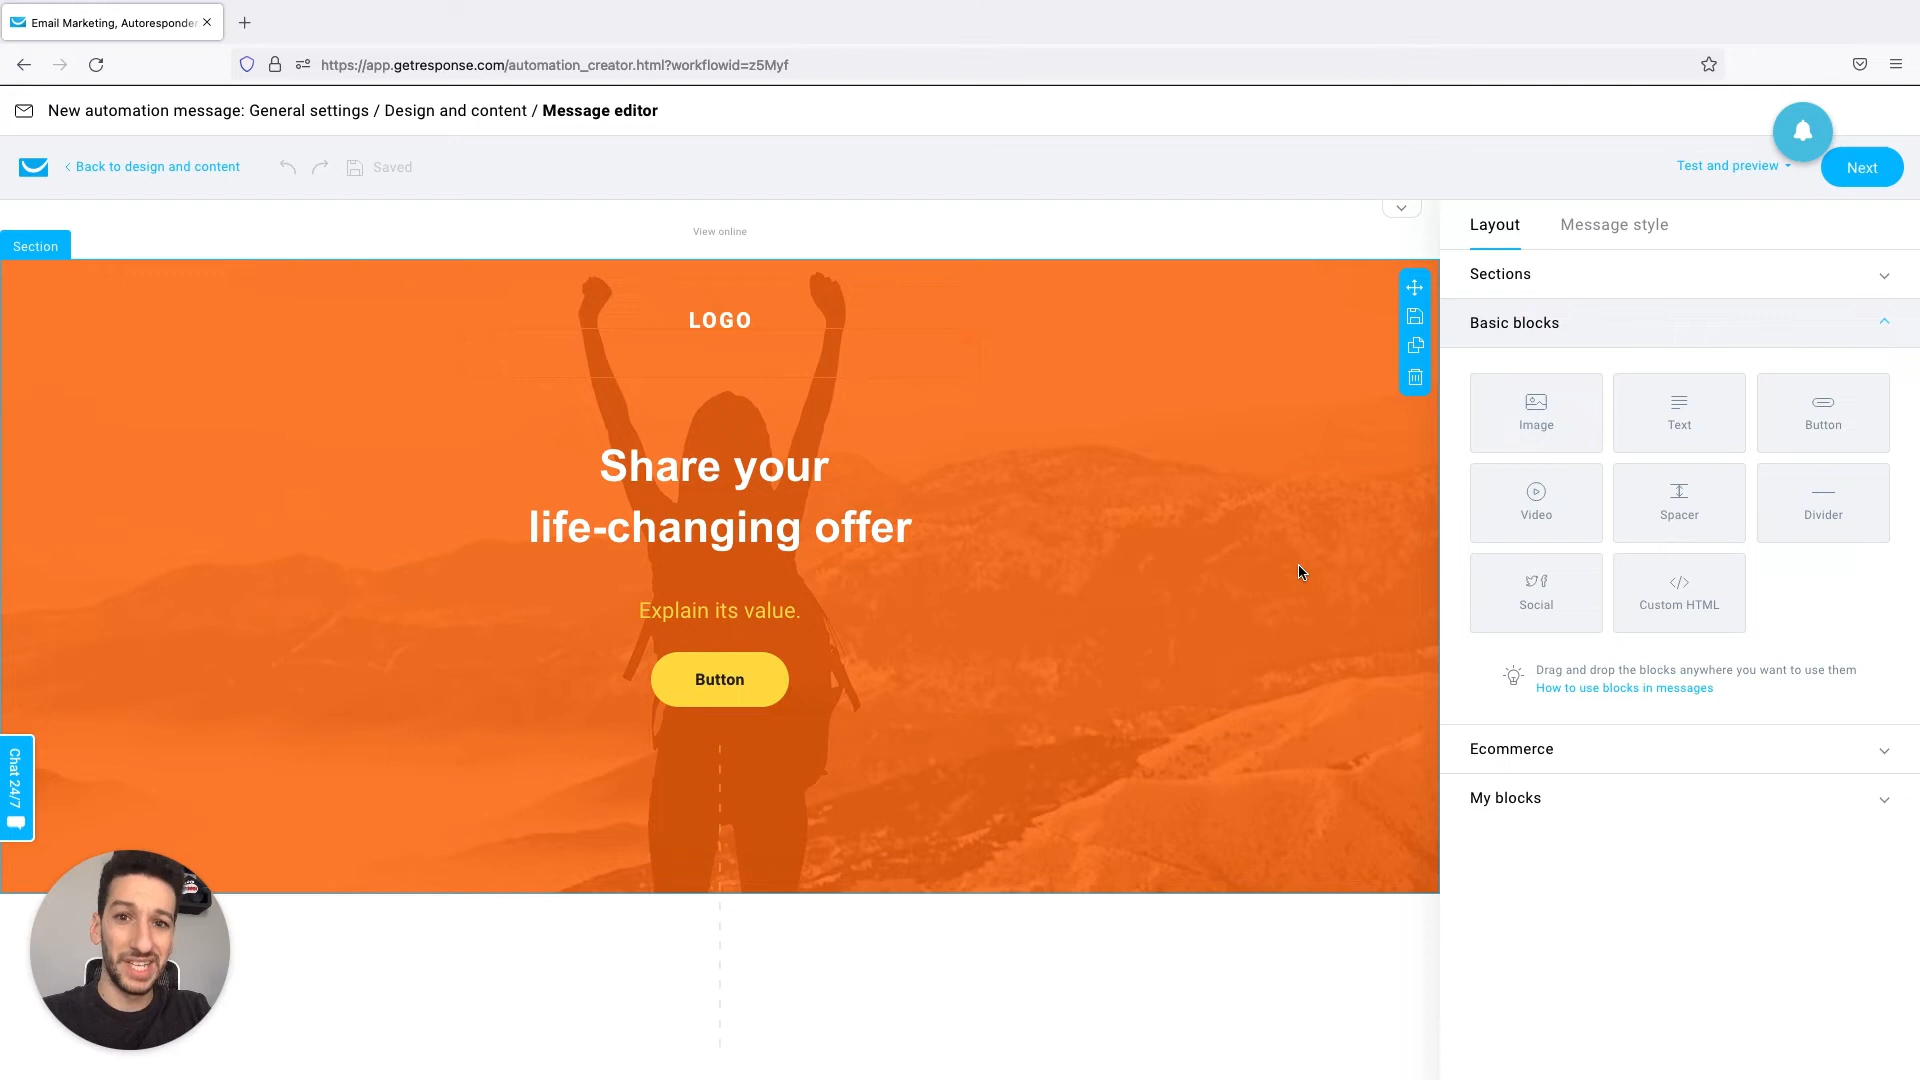 Email Marketing, Autoresponder
https://app.getresponse.com/automation_creator.html?workflowid=z5Myf
New automation message: General settings / Design and content / Message editor
Back to design and content
Saved
Test and preview
Next
View online
Section
LOGO
Share your
life-changing offer
Explain its value.
Button
Chat 24/7
Layout
Message style
Sections
Basic blocks
Image
Text
Button
Video
Spacer
Divider
Social
Custom HTML
Drag and drop the blocks anywhere you want to use them
How to use blocks in messages
Ecommerce
My blocks